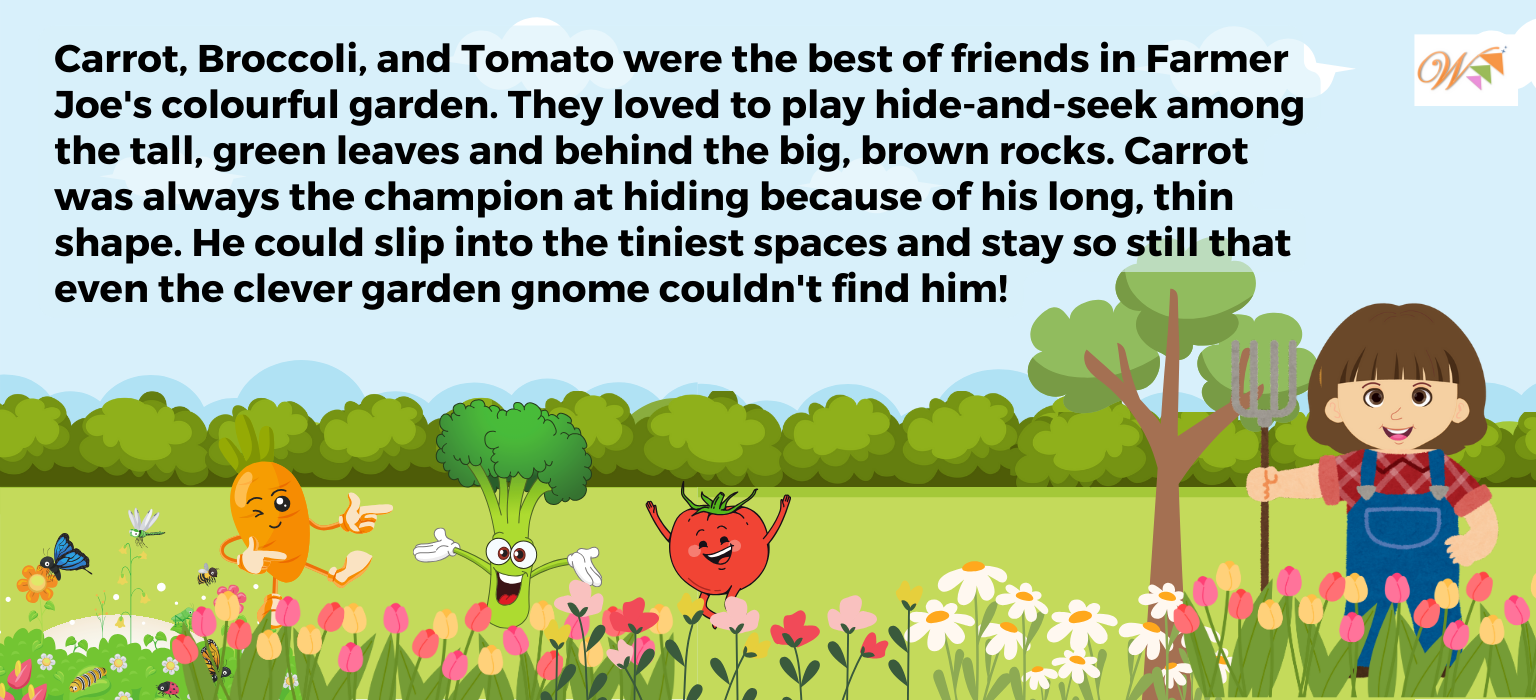 Carrot, Broccoli, and Tomato were the best of friends in Farmer
Joe's colourful garden. They loved to play hide-and-seek among
the tall, green leaves and behind the big, brown rocks. Carrot
was always the champion at hiding because of his long, thin
shape. He could slip into the tiniest spaces and stay so still that
even the clever garden gnome couldn't find him!
W